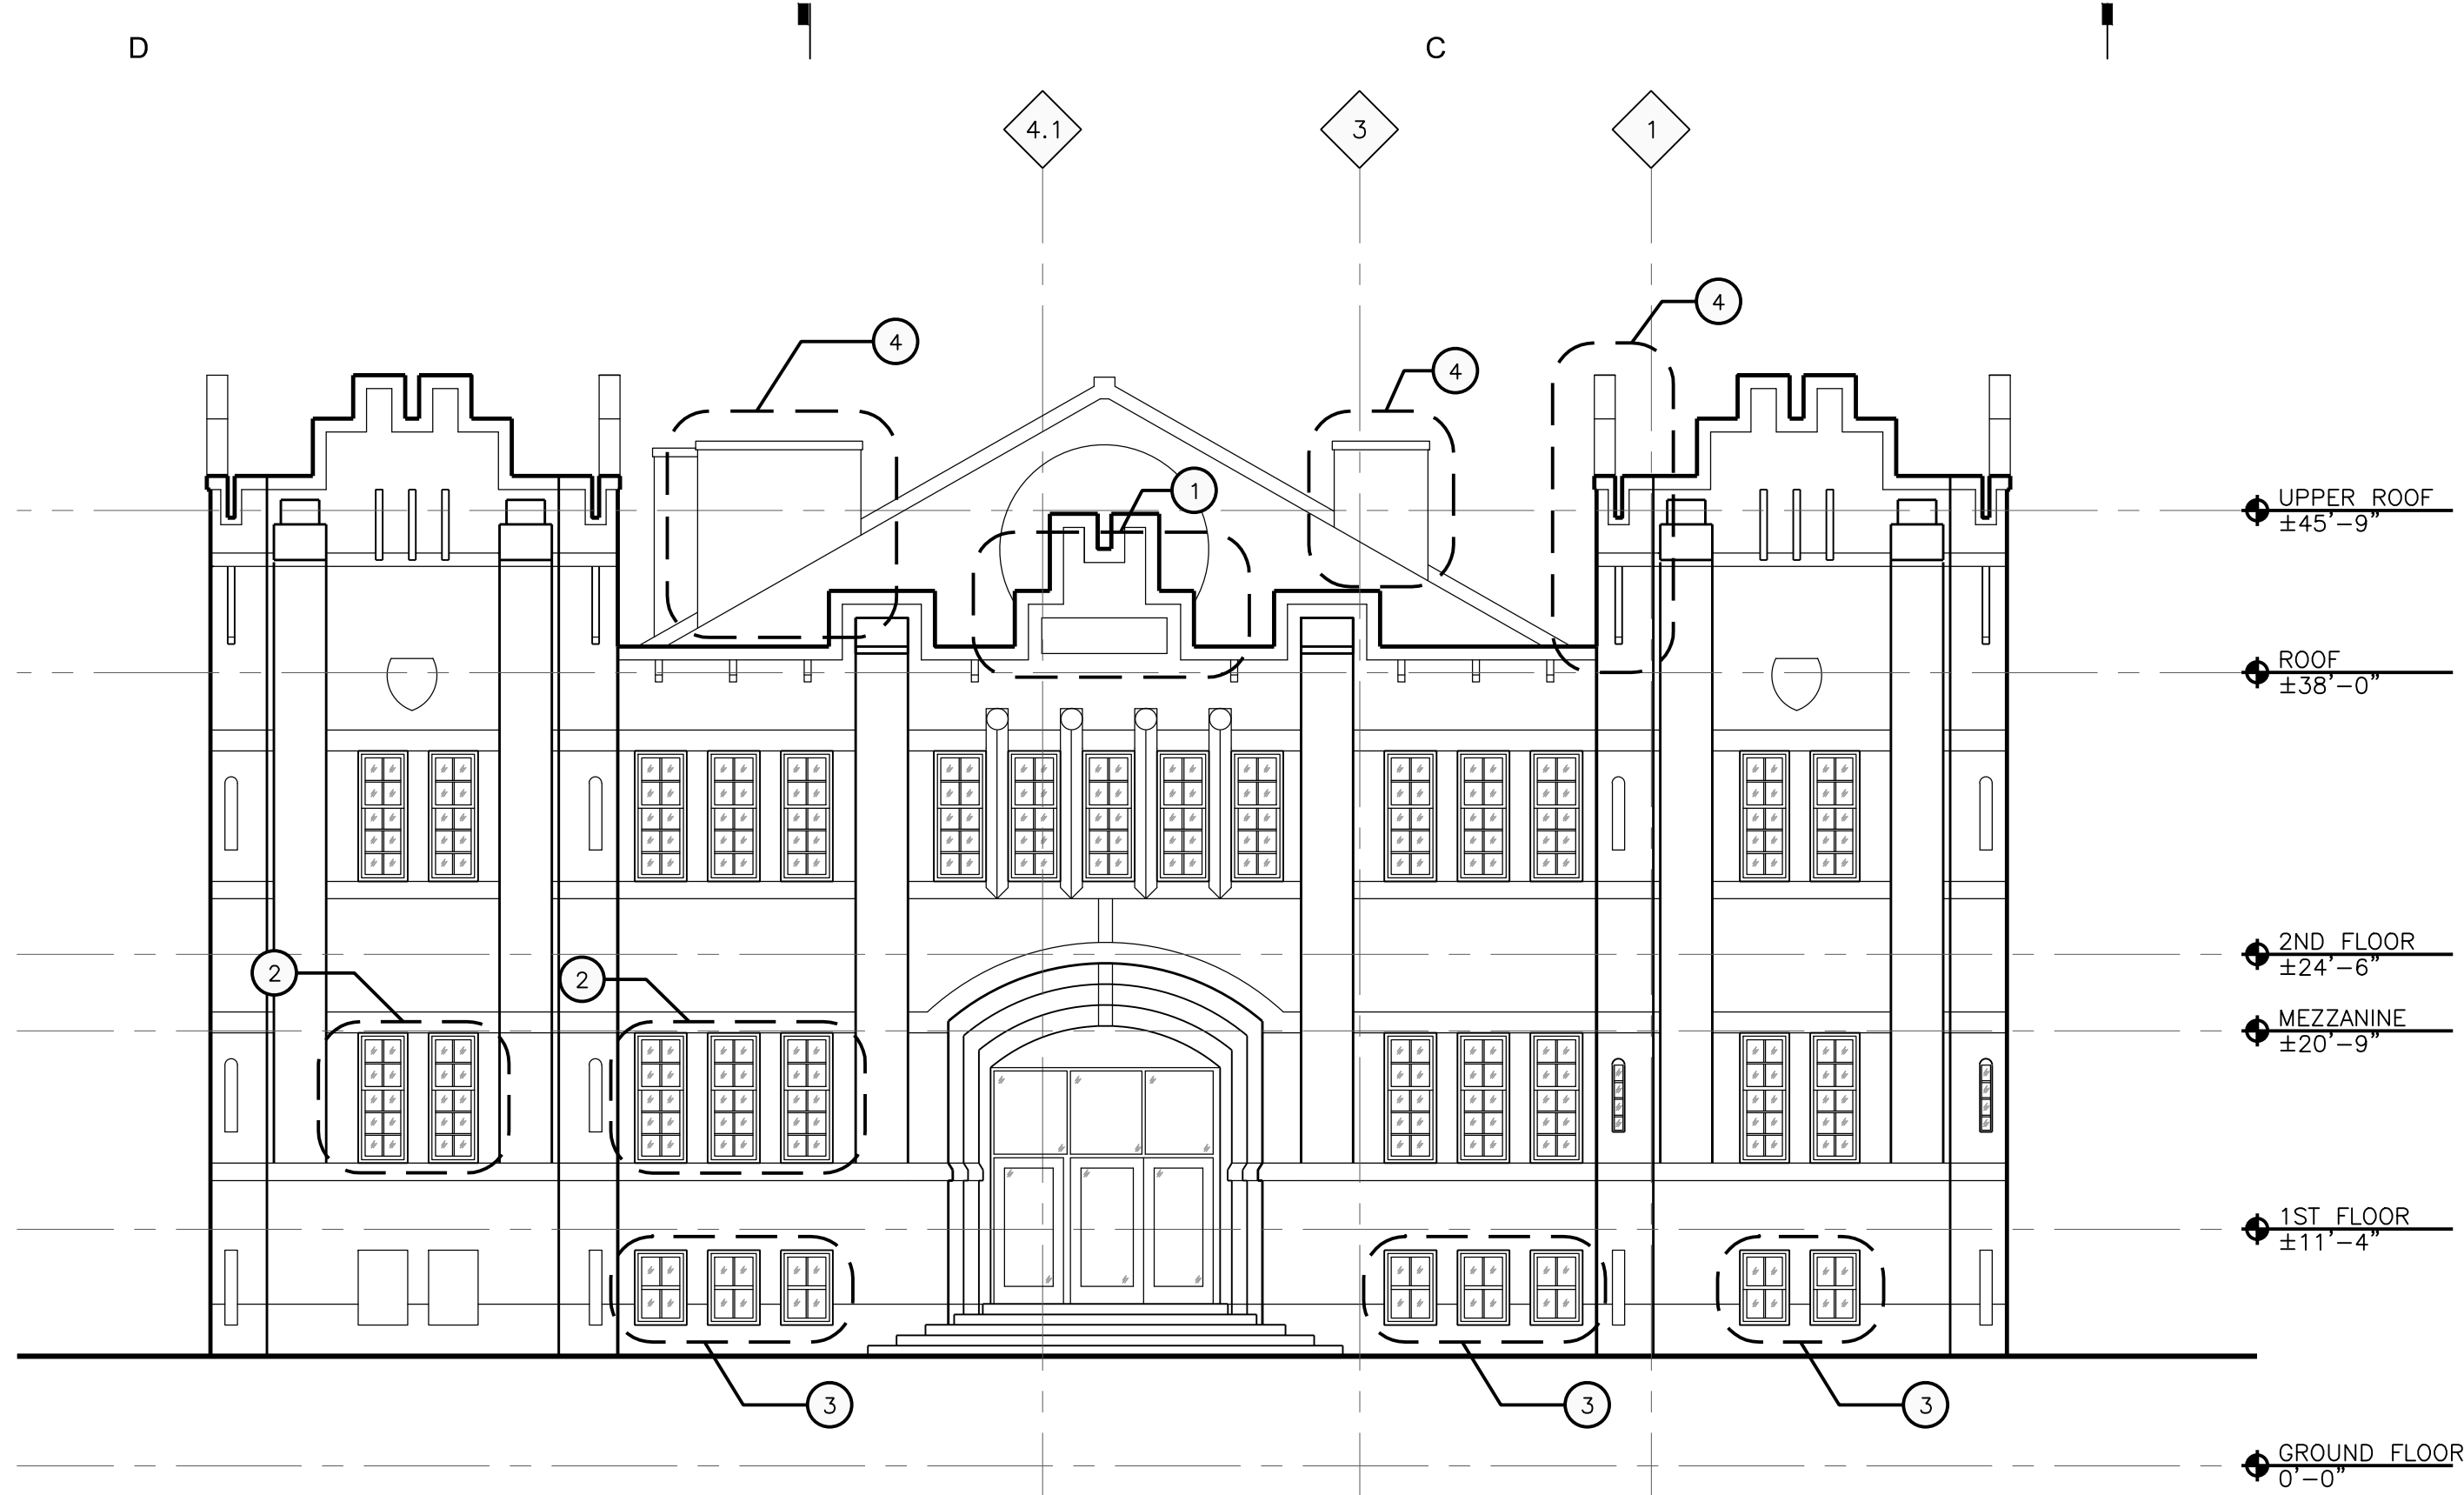 D
C
4.1
3
1
4
4
4
1
UPPER ROOF
±45'-9"
ROOF
±38'-0"
2ND FLOOR
±24'-6"
2
2
MEZZANINE
±20'-9"
1ST FLOOR
±11'-4"
3
3
3
GROUND FLOOR
0'-0"